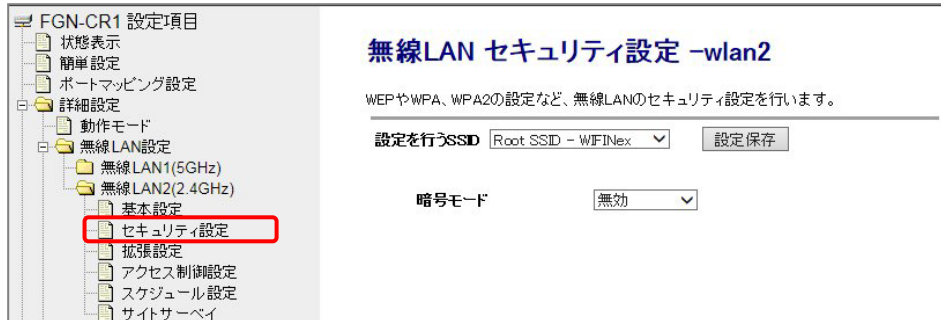 FGN-CR1 設定項目
状態表示
簡単設定
ポートマッピング設定
詳細設定
動作モード
無線LAN設定
無線LAN1(5GHz)
無線LAN2(2.4GHz)
基本設定
セキュリティ設定
拡張設定
アクセス制御設定
スケジュール設定
サイトサーベイ
無線LAN セキュリティ設定 -wlan2
WEPやWPA、WPA2の設定など、無線LANのセキュリティ設定を行います。
設定を行うSSID Root SSID - WIFINex 設定保存
暗号モード 無効